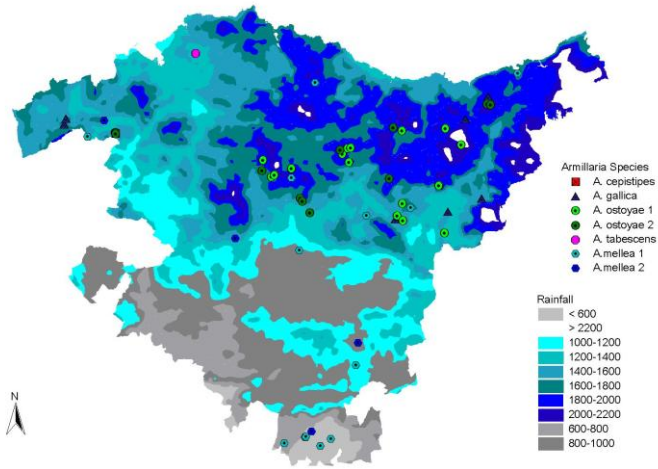 Armillaria Species
A. cepistipes
A. gallica
A. ostoyae 1
A. ostoyae 2
A. tabescens
A.mellea 1
A.mellea 2
Rainfall
< 600
> 2200
1000-1200
1200-1400
1400-1600
1600-1800
1800-2000
2000-2200
600-800
800-1000
N